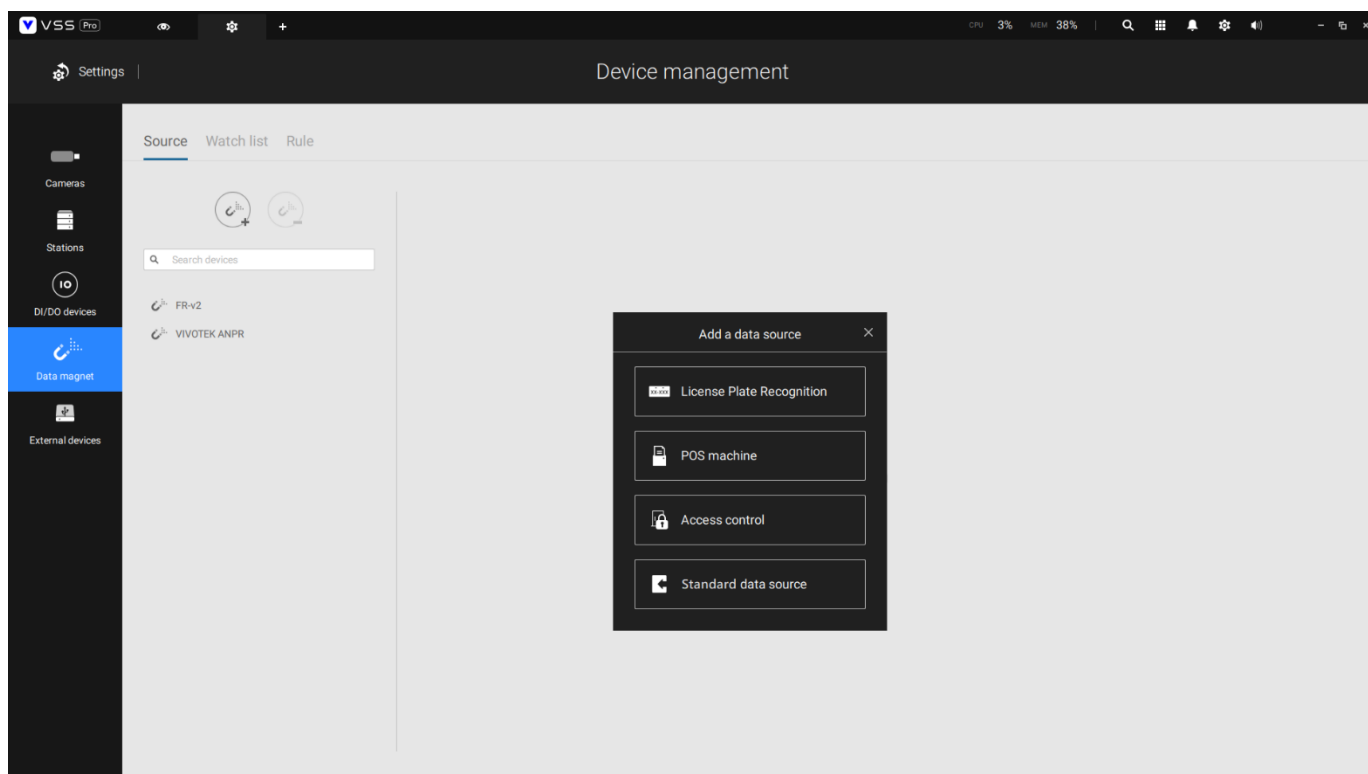 VSS Pro
CPU 3% MEM 38%
Settings
Device management
Source Watch list Rule
Cameras
Stations
IO
DI/DO devices
Data magnet
External devices
Search devices
FR-v2
VIVOTEK ANPR
Add a data source
License Plate Recognition
POS machine
Access control
Standard data source